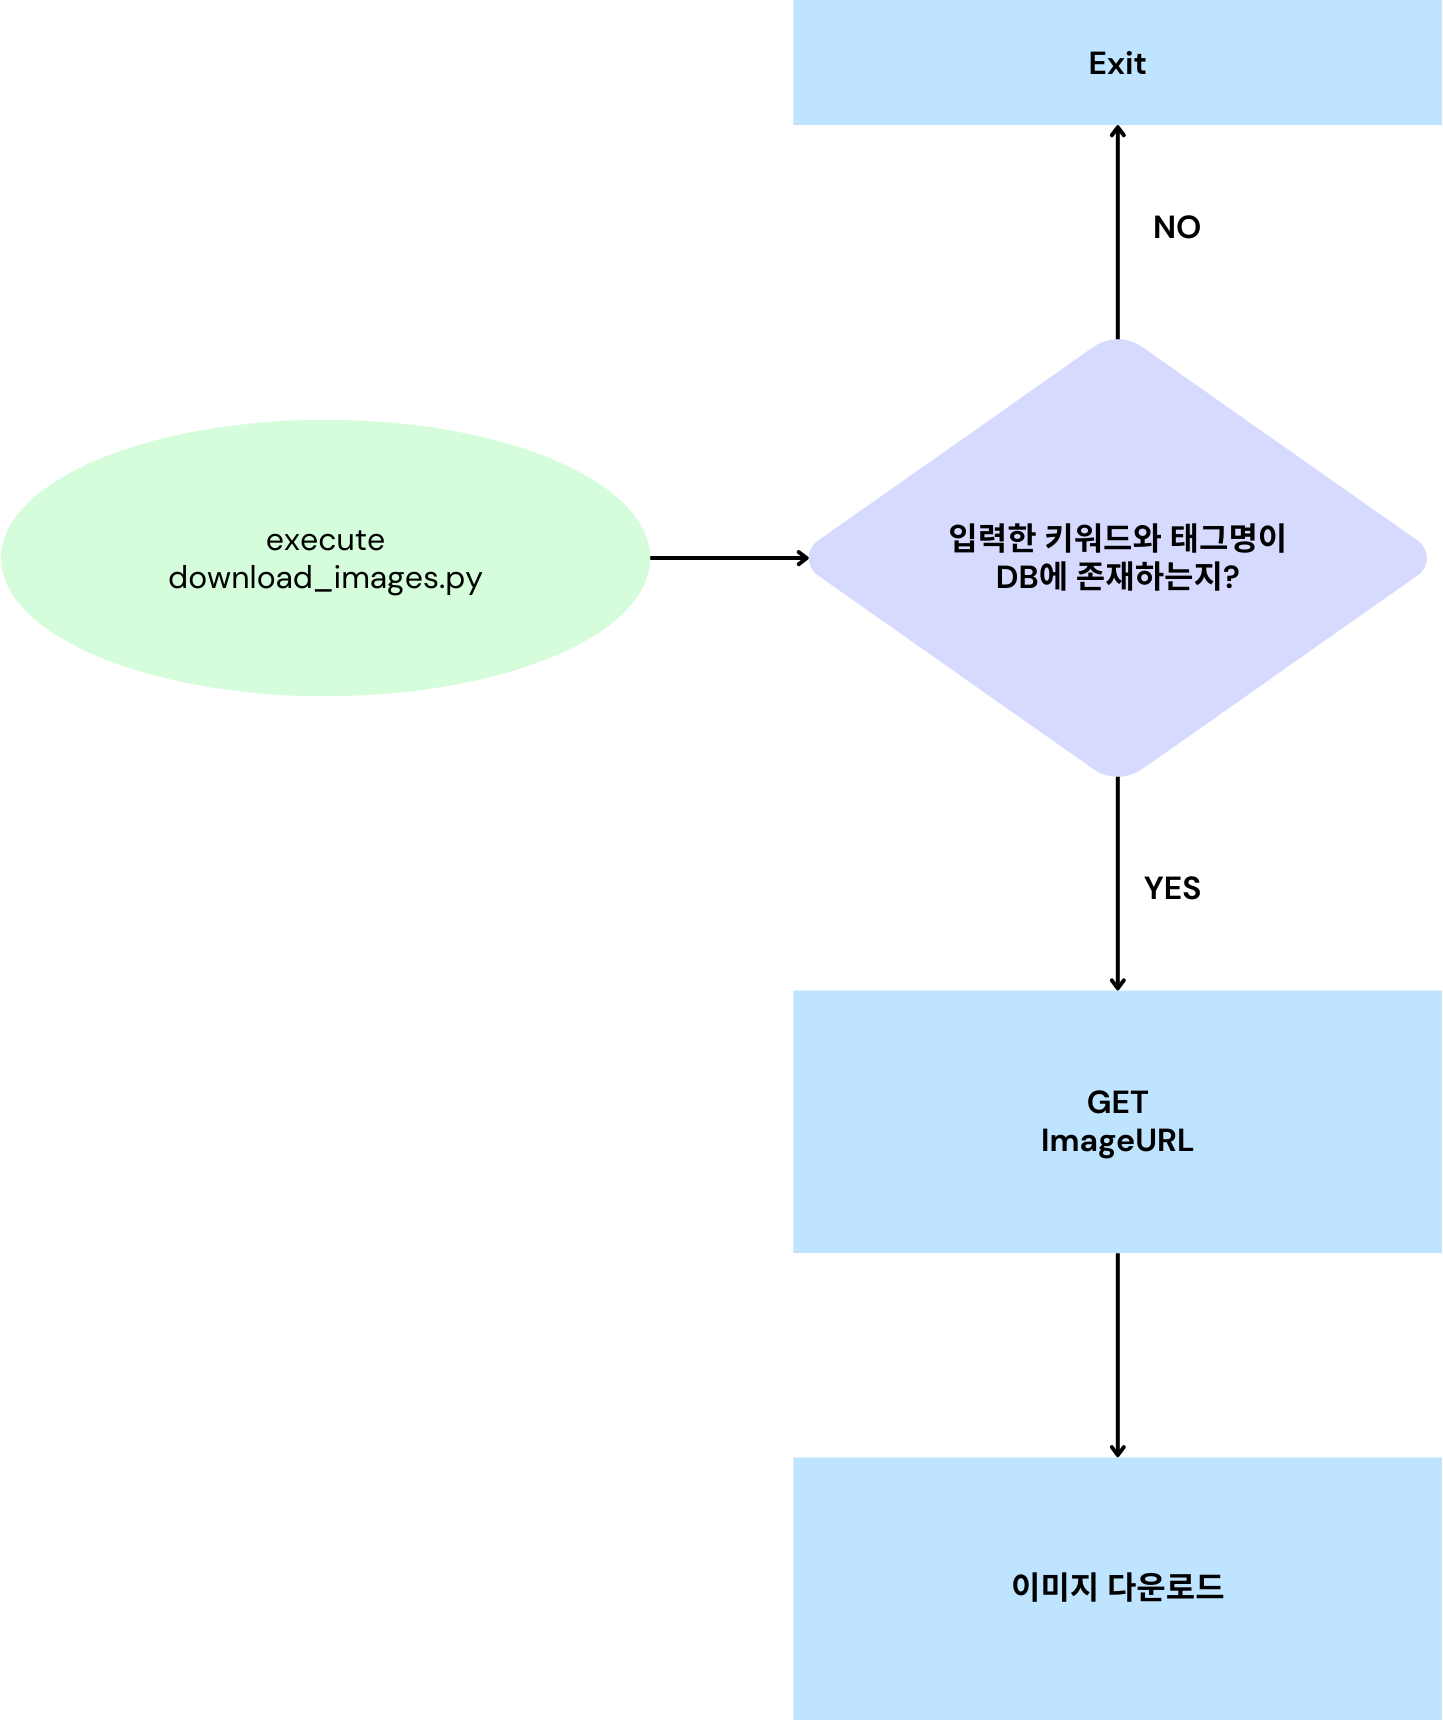 Exit
NO
execute
download_images.py
입력한 키워드와 태그명이
DB에 존재하는지?
YES
GET
ImageURL
이미지 다운로드